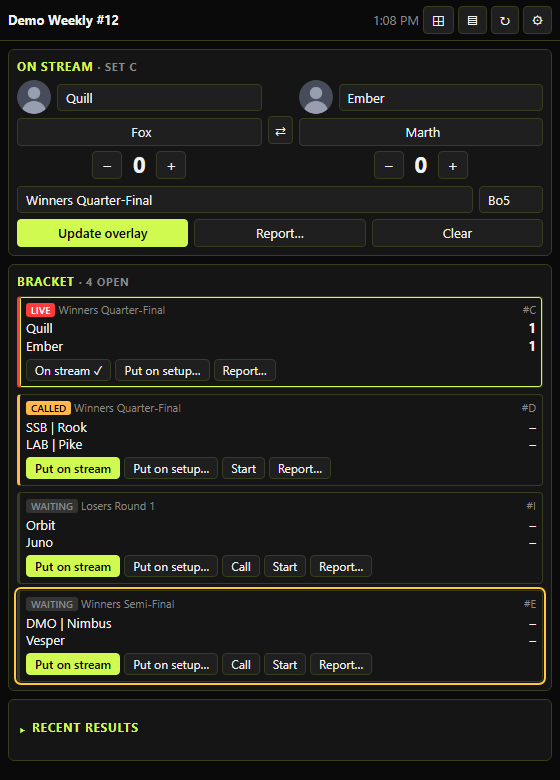 Demo Weekly #12
1:08 PM
ON STREAM · SET C
Quill
Ember
Fox
⇄
Marth
− 0 +
− 0 +
Winners Quarter-Final
Bo5
Update overlay
Report...
Clear
BRACKET · 4 OPEN
LIVE Winners Quarter-Final #C
Quill 1
Ember 1
On stream ✓ Put on setup... Report...
CALLED Winners Quarter-Final #D
SSB | Rook –
LAB | Pike –
Put on stream Put on setup... Start Report...
WAITING Losers Round 1 #I
Orbit –
Juno –
Put on stream Put on setup... Call Start Report...
WAITING Winners Semi-Final #E
DMO | Nimbus –
Vesper –
Put on stream Put on setup... Call Start Report...
▸ RECENT RESULTS